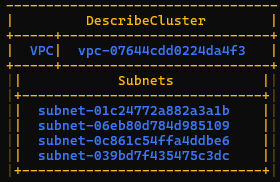 DescribeCluster
VPC vpc-07644cdd0224da4f3
Subnets
subnet-01c24772a882a3a1b
subnet-06eb80d784d985109
subnet-0c861c54ffa4ddbe6
subnet-039bd7f435475c3dc